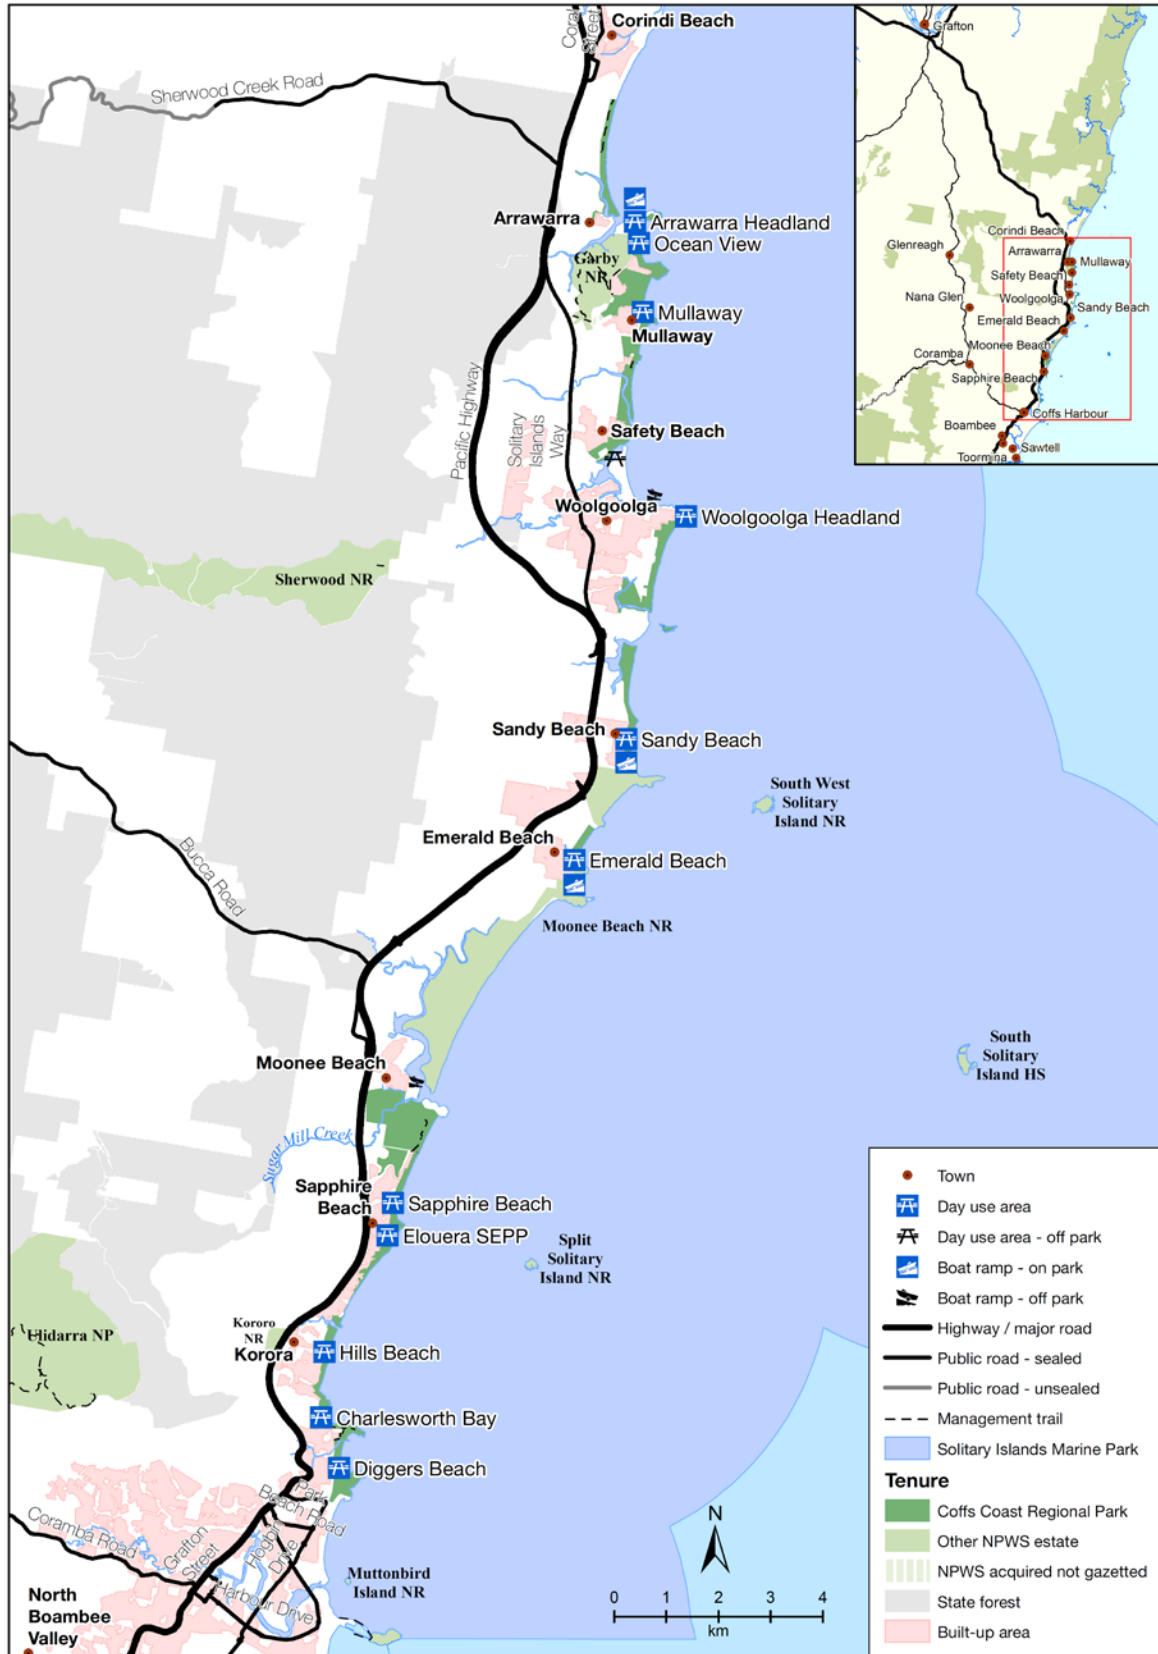 Corindi Beach
Coral
Street
Sherwood Creek Road
Arrawarra
Arrawarra Headland
Ocean View
Garby
NR
Mullaway
Mullaway
Pacific Highway
Solitary
Islands
Way
Safety Beach
Woolgoolga
Woolgoolga Headland
Sherwood NR
Sandy Beach
Sandy Beach
South West
Solitary
Island NR
Emerald Beach
Emerald Beach
Bucca Road
Moonee Beach NR
South
Solitary
Island HS
Moonee Beach
Sugar Mill Creek
Sapphire
Beach
Sapphire Beach
Elouera SEPP
Split
Solitary
Island NR
Ulidarra NP
Kororo
NR
Korora
Hills Beach
Charlesworth Bay
Diggers Beach
Park
Beach Road
Coramba Road
Grafton
Street
Hogbin
Drive
Harbour Drive
Muttonbird
Island NR
North
Boambee
Valley
N
0 1 2 3 4
km
Grafton
Corindi Beach
Glenreagh
Arrawarra
Mullaway
Safety Beach
Nana Glen
Woolgoolga
Sandy Beach
Emerald Beach
Moonee Beach
Coramba
Sapphire Beach
Coffs Harbour
Boambee
Sawtell
Toormina
Town
Day use area
Day use area - off park
Boat ramp - on park
Boat ramp - off park
Highway / major road
Public road - sealed
Public road - unsealed
Management trail
Solitary Islands Marine Park
Tenure
Coffs Coast Regional Park
Other NPWS estate
NPWS acquired not gazetted
State forest
Built-up area